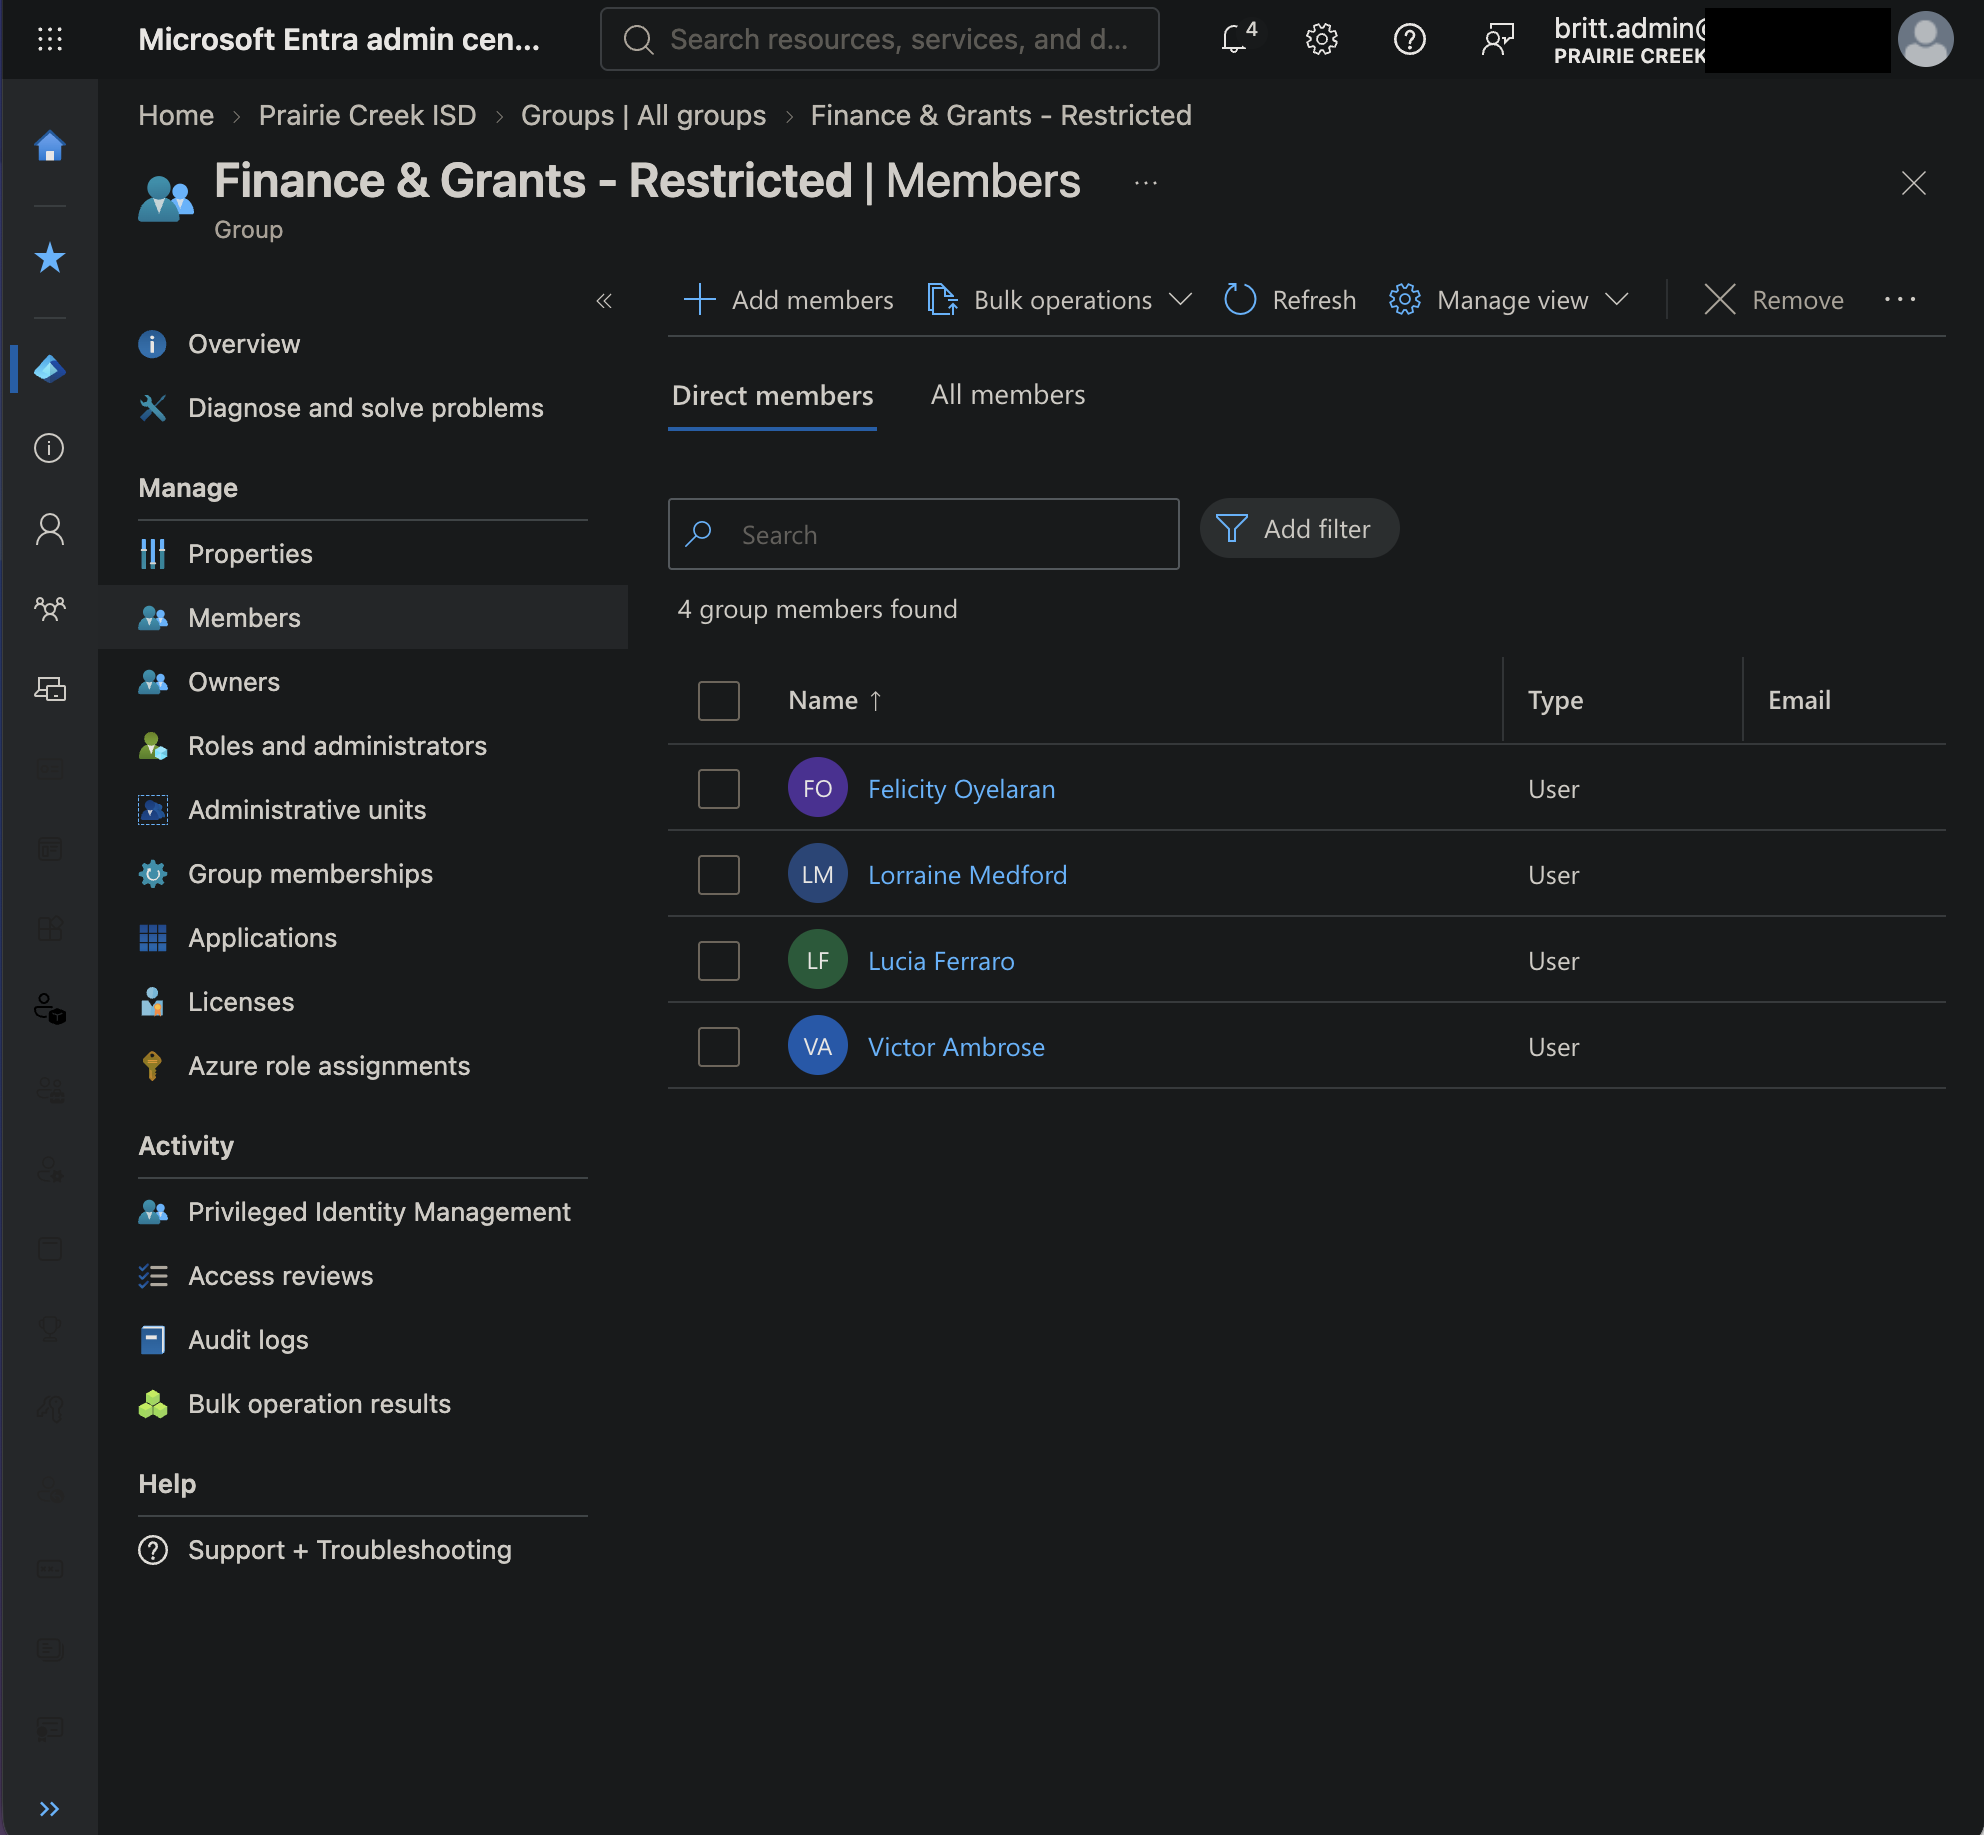 Microsoft Entra admin cen...
Search resources, services, and d...
4
britt.admin@
PRAIRIE CREEK
Home > Prairie Creek ISD > Groups | All groups > Finance & Grants - Restricted
Finance & Grants - Restricted | Members ...
Group
Overview
Diagnose and solve problems
Manage
Properties
Members
Owners
Roles and administrators
Administrative units
Group memberships
Applications
Licenses
Azure role assignments
Activity
Privileged Identity Management
Access reviews
Audit logs
Bulk operation results
Help
Support + Troubleshooting
Add members Bulk operations Refresh Manage view Remove ...
Direct members All members
Search Add filter
4 group members found
Name ↑ Type Email
FO Felicity Oyelaran User
LM Lorraine Medford User
LF Lucia Ferraro User
VA Victor Ambrose User